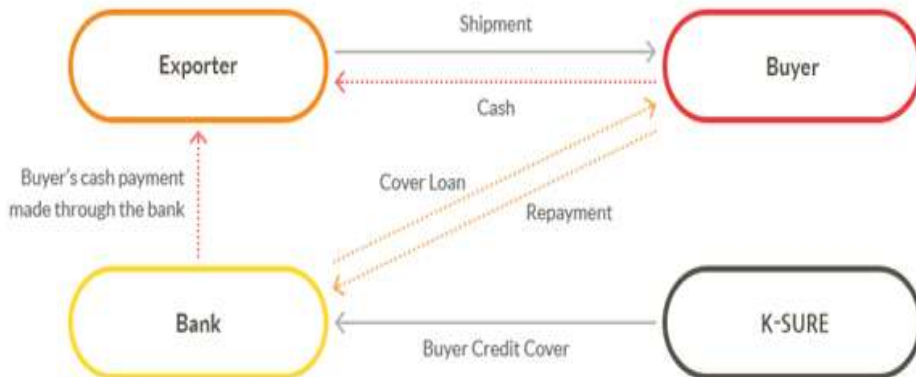 Shipment
Exporter
Buyer
Cash
Buyer's cash payment
made through the bank
Cover Loan
Repayment
Bank
K-SURE
Buyer Credit Cover